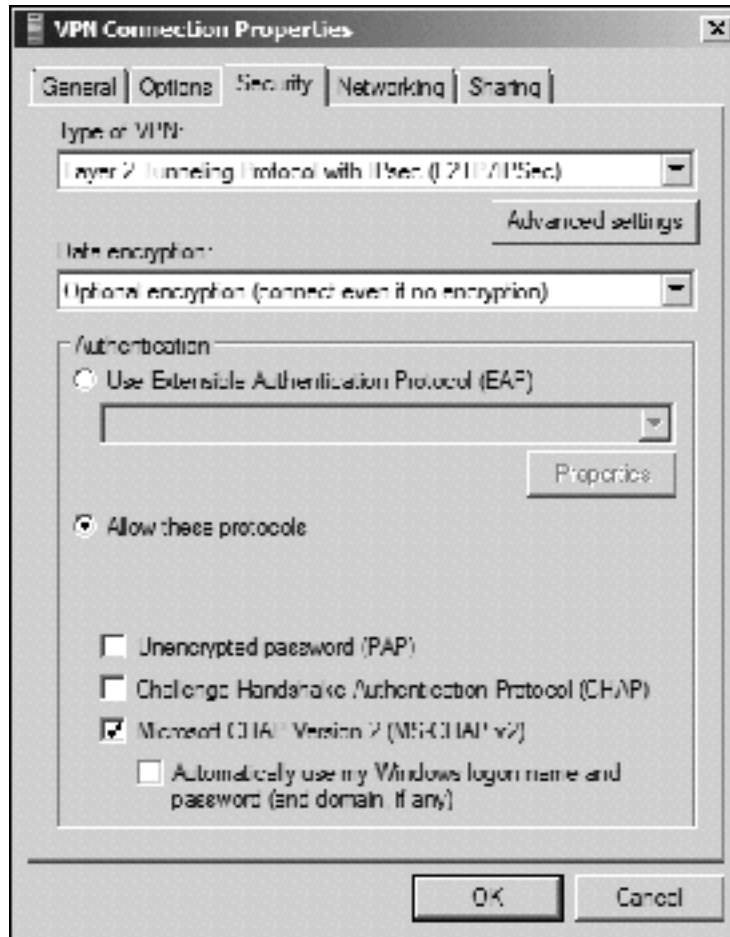 VPN Connection Properties
General Options Security Networking Sharing
Type of VPN:
Layer 2 Tunneling Protocol with IPsec (L2TP/IPSec)
Advanced settings
Data encryption:
Optional encryption (connect even if no encryption)
Authentication
Use Extensible Authentication Protocol (EAP)
Properties
Allow these protocols
Unencrypted password (PAP)
Challenge Handshake Authentication Protocol (CHAP)
Microsoft CHAP Version 2 (MS-CHAP v2)
Automatically use my Windows logon name and
password (and domain, if any)
OK Cancel